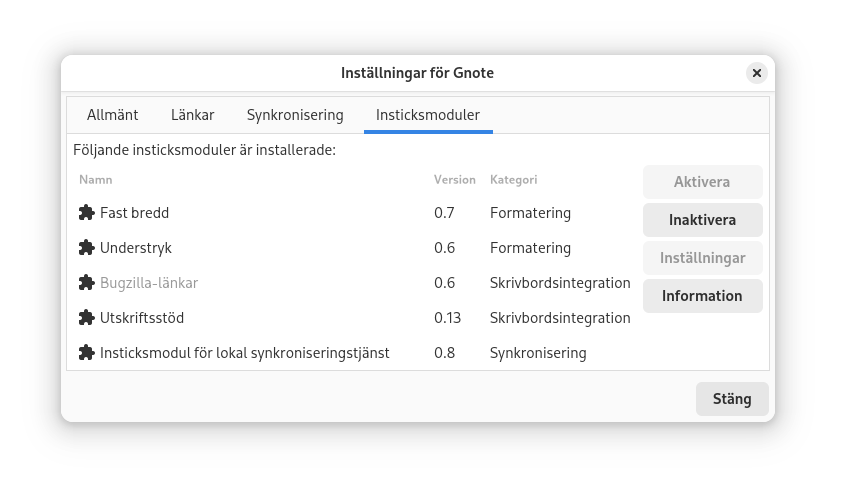 Inställningar för Gnote
Allmänt Länkar Synkronisering Insticksmoduler
Följande insticksmoduler är installerade:
Namn Version Kategori
Fast bredd 0.7 Formatering
Understryk 0.6 Formatering
Bugzilla-länkar 0.6 Skrivbordsintegration
Utskriftsstöd 0.13 Skrivbordsintegration
Insticksmodul för lokal synkroniseringstjänst 0.8 Synkronisering
Aktivera
Inaktivera
Inställningar
Information
Stäng